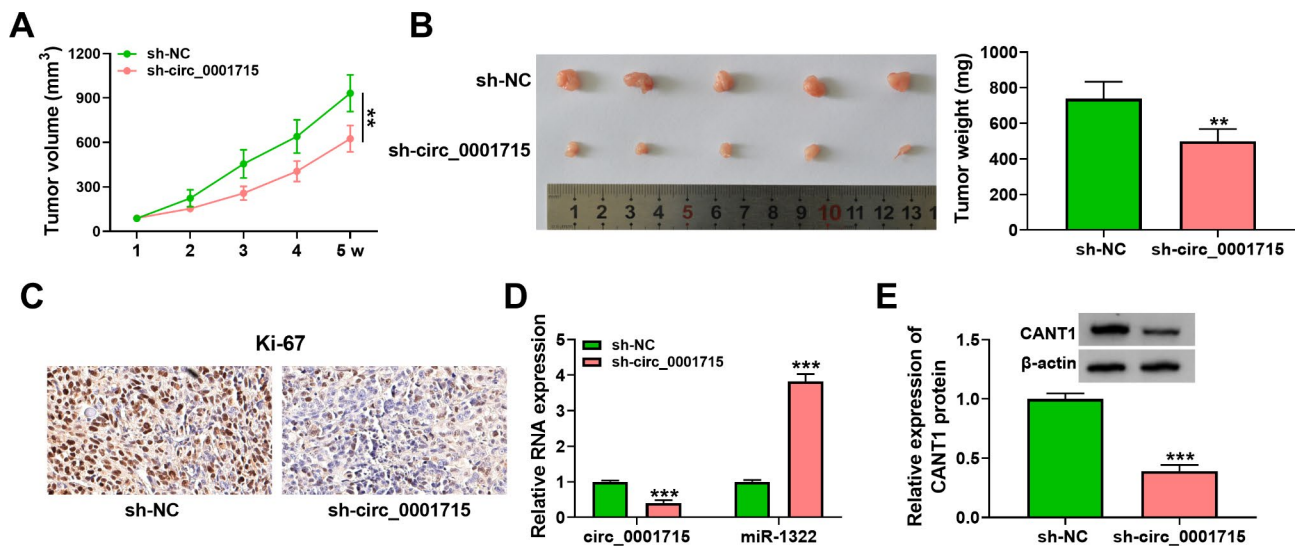 A
Tumor volume (mm³)
1200
900
600
300
0
sh-NC
sh-circ_0001715
**
1 2 3 4 5 w
B
sh-NC
sh-circ_0001715
1 2 3 4 5 6 7 8 9 10 11 12 13 1
Tumor weight (mg)
1000
800
600
400
200
0
**
sh-NC sh-circ_0001715
C
Ki-67
sh-NC sh-circ_0001715
D
Relative RNA expression
5
4
3
2
1
0
sh-NC
sh-circ_0001715
***
***
circ_0001715 miR-1322
E
Relative expression of
CANT1 protein
1.5
1.0
0.5
0.0
CANT1
β-actin
***
sh-NC sh-circ_0001715